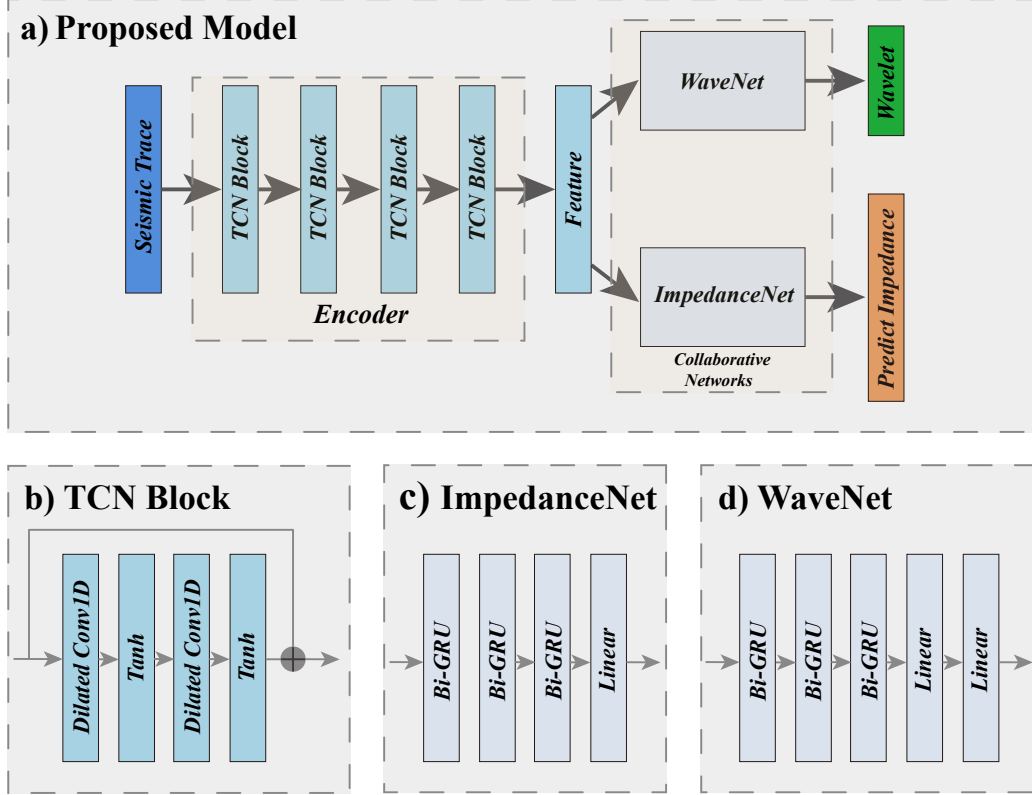 a) Proposed Model
Seismic Trace
TCN Block
TCN Block
TCN Block
TCN Block
Encoder
Feature
WaveNet
ImpedanceNet
Collaborative
Networks
Wavelet
Predict Impedance
b) TCN Block
Dilated Conv1D
Tanh
Dilated Conv1D
Tanh
c) ImpedanceNet
Bi-GRU
Bi-GRU
Bi-GRU
Linear
d) WaveNet
Bi-GRU
Bi-GRU
Bi-GRU
Linear
Linear